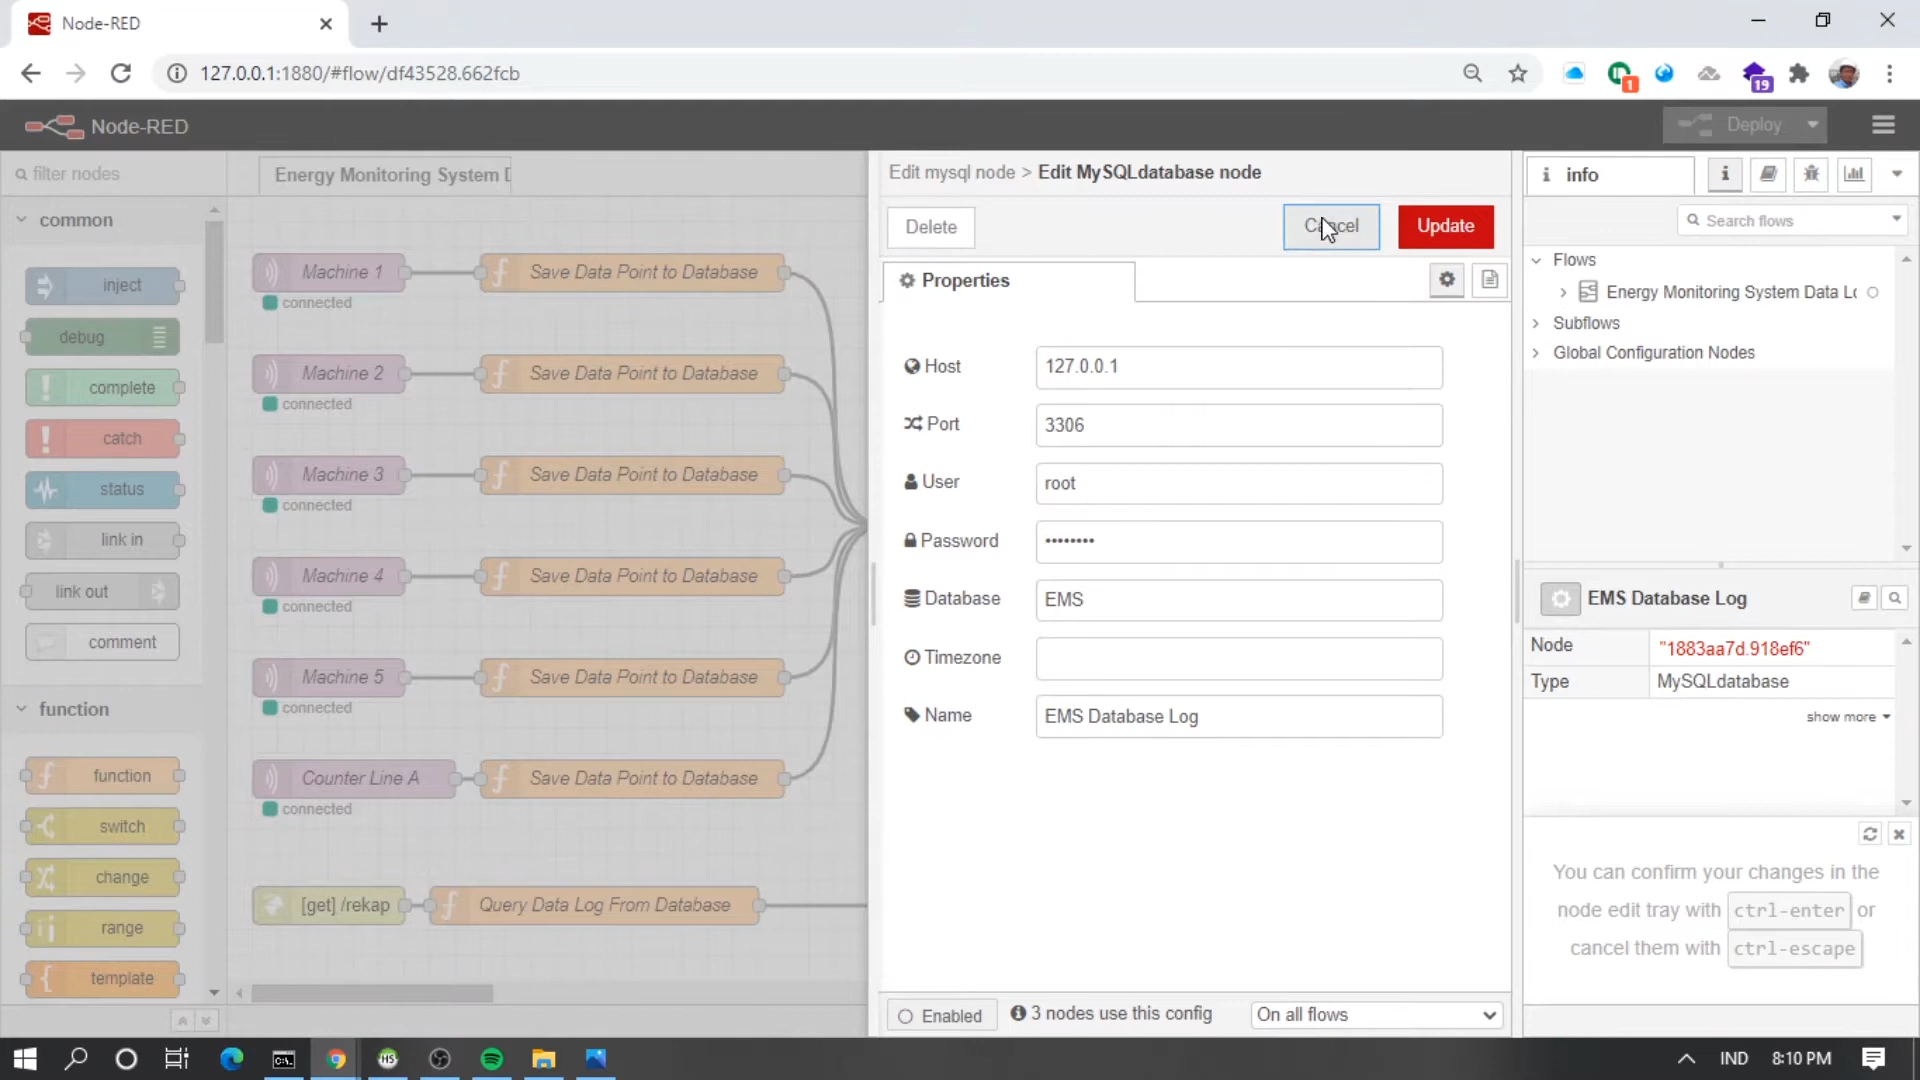 Node-RED
127.0.0.1:1880/#flow/df43528.662fcb
1
19
Node-RED
Deploy
filter nodes
Energy Monitoring System D
Edit mysql node > Edit MySQLdatabase node
info
i
Delete
Cancel
Update
Search flows
common
inject
debug
complete
catch
status
link in
link out
comment
function
function
switch
change
range
template
Machine 1
connected
Save Data Point to Database
Machine 2
connected
Save Data Point to Database
Machine 3
connected
Save Data Point to Database
Machine 4
connected
Save Data Point to Database
Machine 5
connected
Save Data Point to Database
Counter Line A
connected
Save Data Point to Database
[get] /rekap
Query Data Log From Database
Properties
Host
127.0.0.1
Port
3306
User
root
Password
••••••••
Database
EMS
Timezone
Name
EMS Database Log
Enabled
3 nodes use this config
On all flows
Flows
Energy Monitoring System Data Lo
Subflows
Global Configuration Nodes
EMS Database Log
Node
"1883aa7d.918ef6"
Type
MySQLdatabase
show more
You can confirm your changes in the
node edit tray with ctrl-enter or
cancel them with ctrl-escape
HS
IND
8:10 PM